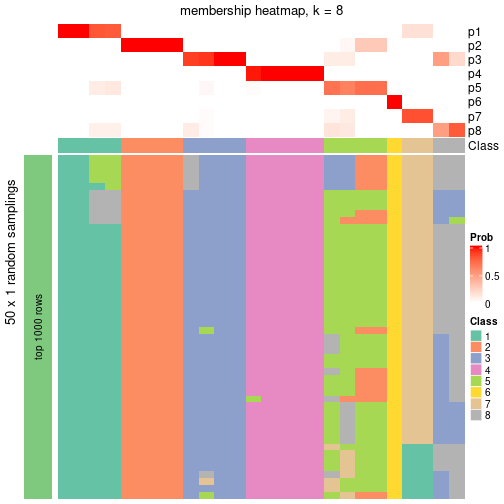 membership heatmap, k = 8
p1
p2
p3
p4
p5
p6
p7
p8
Class
50 x 1 random samplings
top 1000 rows
Prob
1
0.5
0
Class
1
2
3
4
5
6
7
8